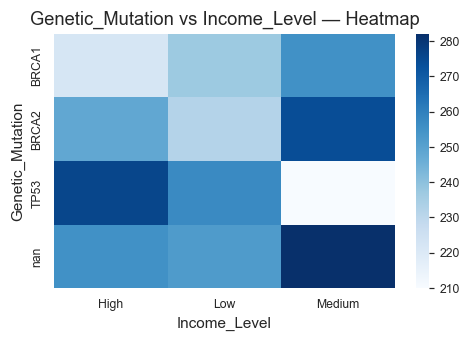 Genetic_Mutation vs Income_Level — Heatmap
Genetic_Mutation
BRCA1
BRCA2
TP53
nan
High Low Medium
Income_Level
280
270
260
250
240
230
220
210